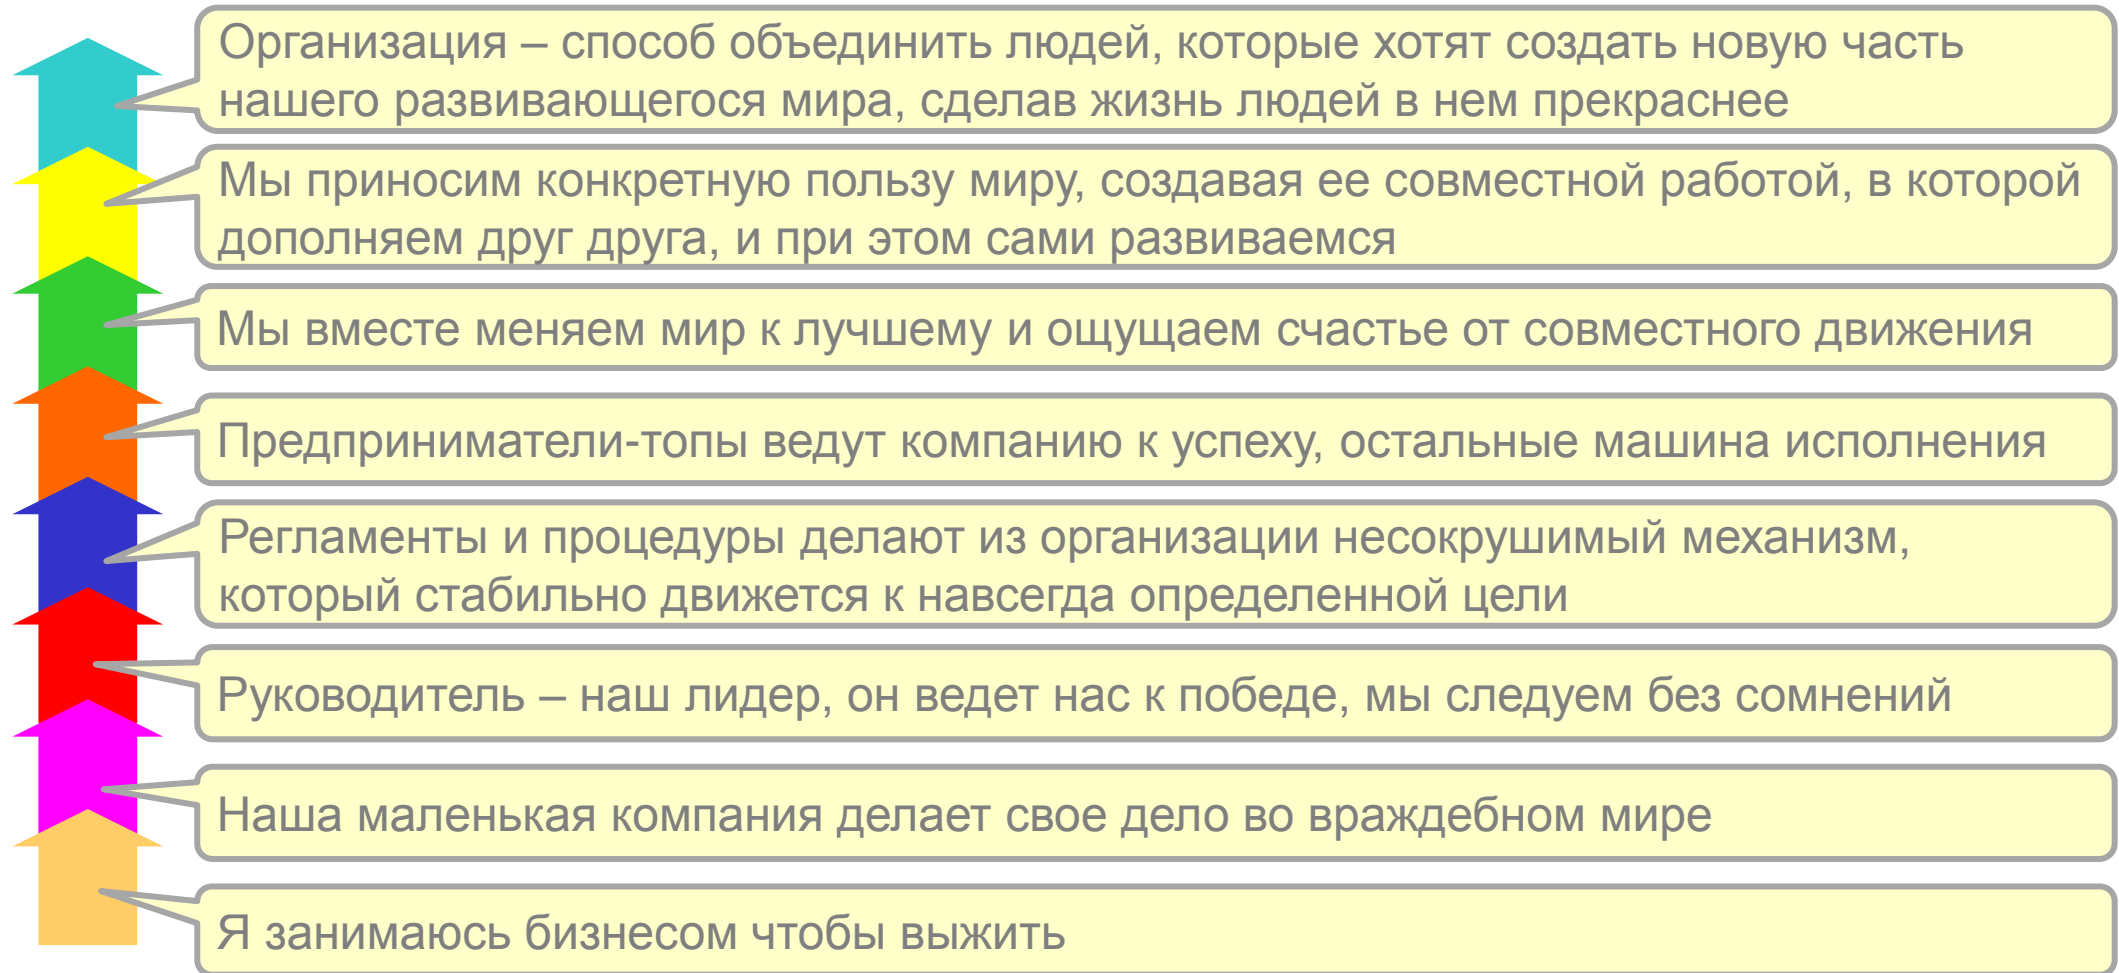 Организация – способ объединить людей, которые хотят создать новую часть
нашего развивающегося мира, сделав жизнь людей в нем прекраснее
Мы приносим конкретную пользу миру, создавая ее совместной работой, в которой
дополняем друг друга, и при этом сами развиваемся
Мы вместе меняем мир к лучшему и ощущаем счастье от совместного движения
Предприниматели-топы ведут компанию к успеху, остальные машина исполнения
Регламенты и процедуры делают из организации несокрушимый механизм,
который стабильно движется к навсегда определенной цели
Руководитель – наш лидер, он ведет нас к победе, мы следуем без сомнений
Наша маленькая компания делает свое дело во враждебном мире
Я занимаюсь бизнесом чтобы выжить